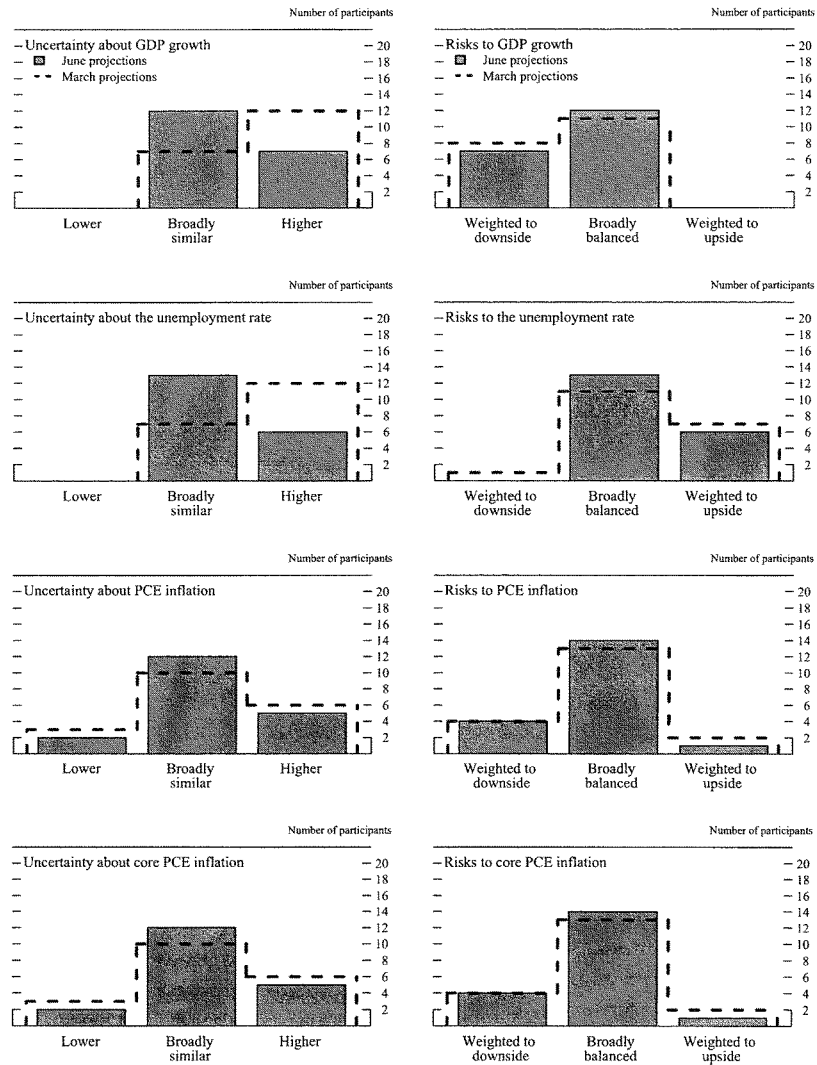 Number of participants
Uncertainty about GDP growth
June projections
March projections
20
18
16
14
12
10
8
6
4
2
Lower
Broadly similar
Higher
Number of participants
Risks to GDP growth
June projections
March projections
20
18
16
14
12
10
8
6
4
2
Weighted to downside
Broadly balanced
Weighted to upside
Number of participants
Uncertainty about the unemployment rate
20
18
16
14
12
10
8
6
4
2
Lower
Broadly similar
Higher
Number of participants
Risks to the unemployment rate
20
18
16
14
12
10
8
6
4
2
Weighted to downside
Broadly balanced
Weighted to upside
Number of participants
Uncertainty about PCE inflation
20
18
16
14
12
10
8
6
4
2
Lower
Broadly similar
Higher
Number of participants
Risks to PCE inflation
20
18
16
14
12
10
8
6
4
2
Weighted to downside
Broadly balanced
Weighted to upside
Number of participants
Uncertainty about core PCE inflation
20
18
16
14
12
10
8
6
4
2
Lower
Broadly similar
Higher
Number of participants
Risks to core PCE inflation
20
18
16
14
12
10
8
6
4
2
Weighted to downside
Broadly balanced
Weighted to upside